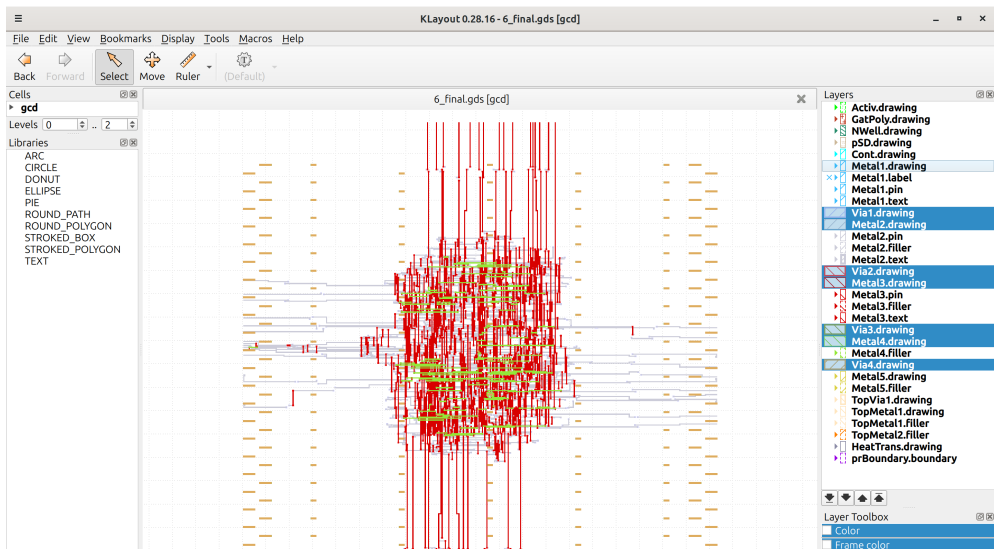 KLayout 0.28.16 - 6_final.gds [gcd]
File Edit View Bookmarks Display Tools Macros Help
Back Forward Select Move Ruler (Default)
Cells
gcd
Levels 0 .. 2
Libraries
ARC
CIRCLE
DONUT
ELLIPSE
PIE
ROUND_PATH
ROUND_POLYGON
STROKED_BOX
STROKED_POLYGON
TEXT
6_final.gds [gcd]
Layers
Activ.drawing
GatPoly.drawing
NWell.drawing
pSD.drawing
Cont.drawing
Metal1.drawing
Metal1.label
Metal1.pin
Metal1.text
Via1.drawing
Metal2.drawing
Metal2.pin
Metal2.filler
Metal2.text
Via2.drawing
Metal3.drawing
Metal3.pin
Metal3.filler
Metal3.text
Via3.drawing
Metal4.drawing
Metal4.filler
Via4.drawing
Metal5.drawing
Metal5.filler
TopVia1.drawing
TopMetal1.drawing
TopMetal1.filler
TopMetal2.filler
HeatTrans.drawing
prBoundary.boundary
Layer Toolbox
Color
Frame color